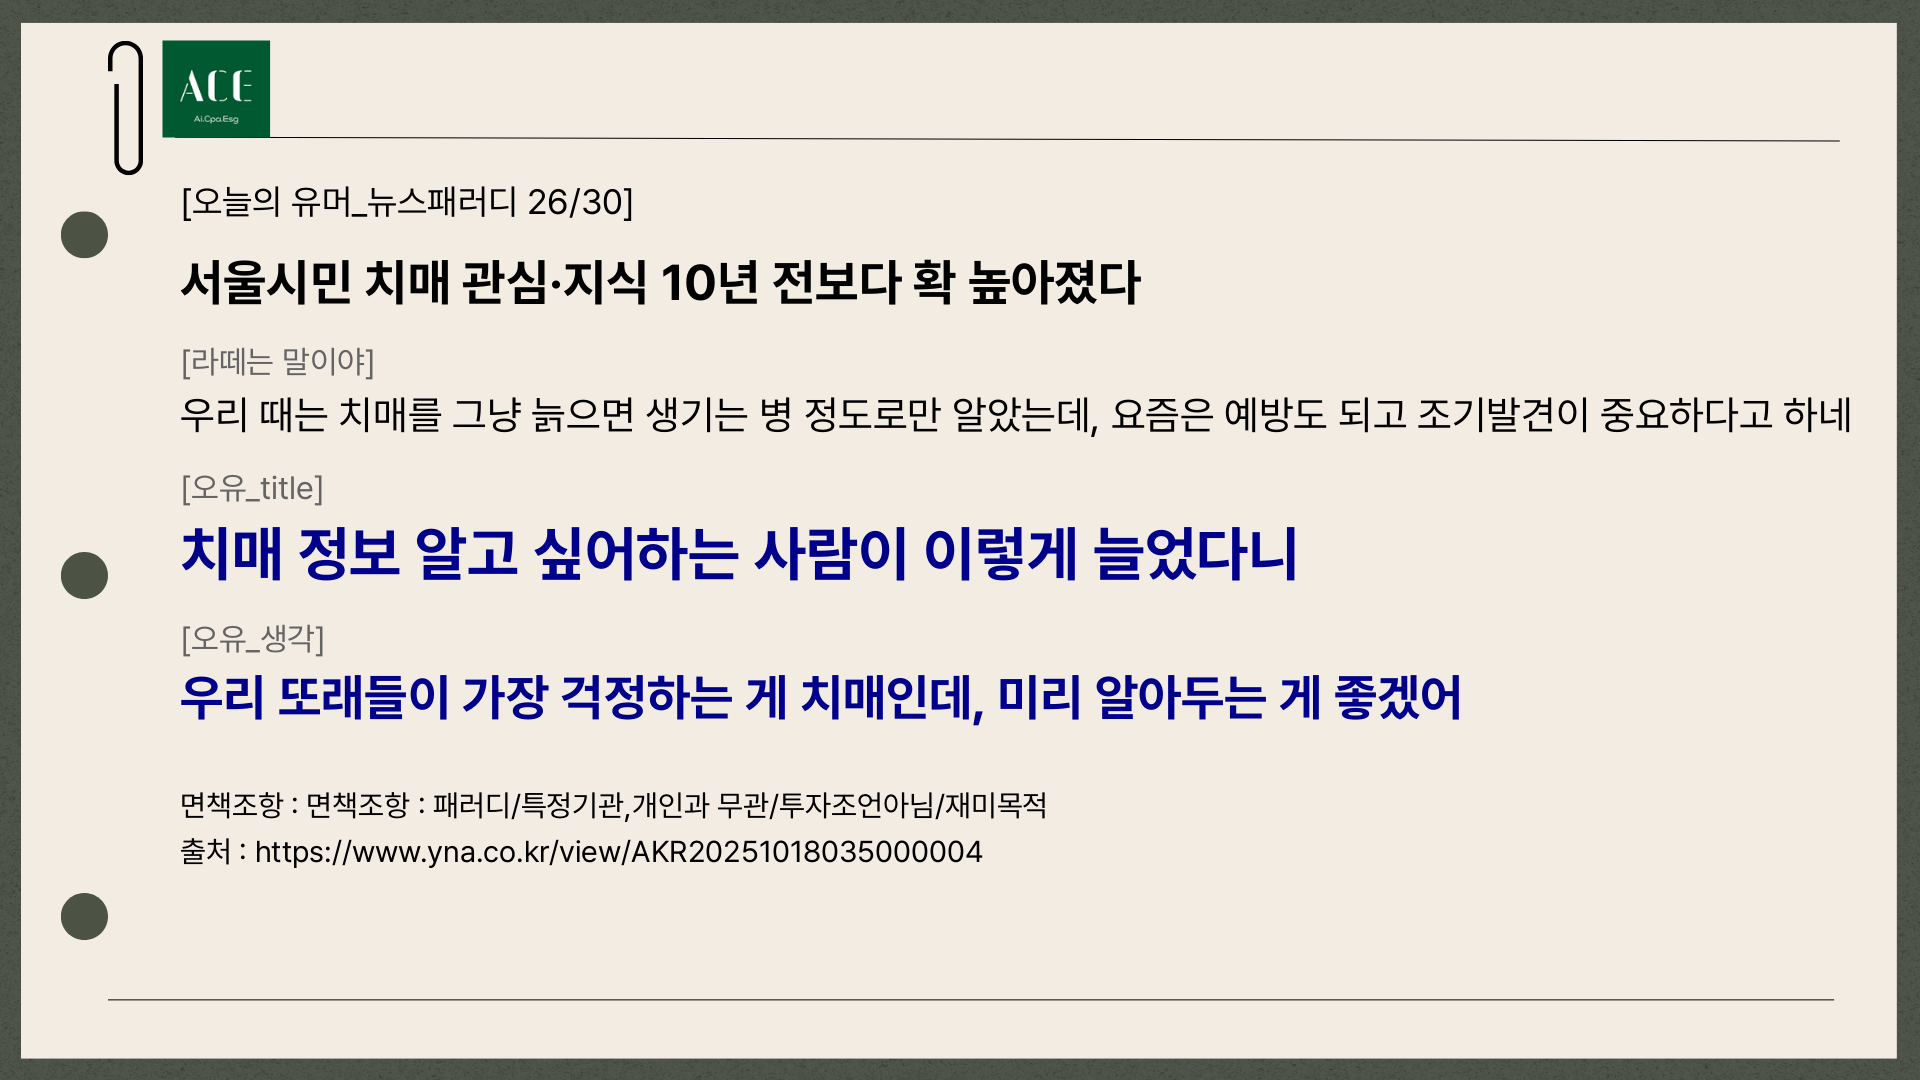 ACE
Ai.Cpa.Esg
[오늘의 유머_뉴스패러디 26/30]
서울시민 치매 관심·지식 10년 전보다 확 높아졌다
[라떼는 말이야]
우리 때는 치매를 그냥 늙으면 생기는 병 정도로만 알았는데, 요즘은 예방도 되고 조기발견이 중요하다고 하네
[오유_title]
치매 정보 알고 싶어하는 사람이 이렇게 늘었다니
[오유_생각]
우리 또래들이 가장 걱정하는 게 치매인데, 미리 알아두는 게 좋겠어
면책조항 : 면책조항 : 패러디/특정기관,개인과 무관/투자조언아님/재미목적
출처 : https://www.yna.co.kr/view/AKR20251018035000004